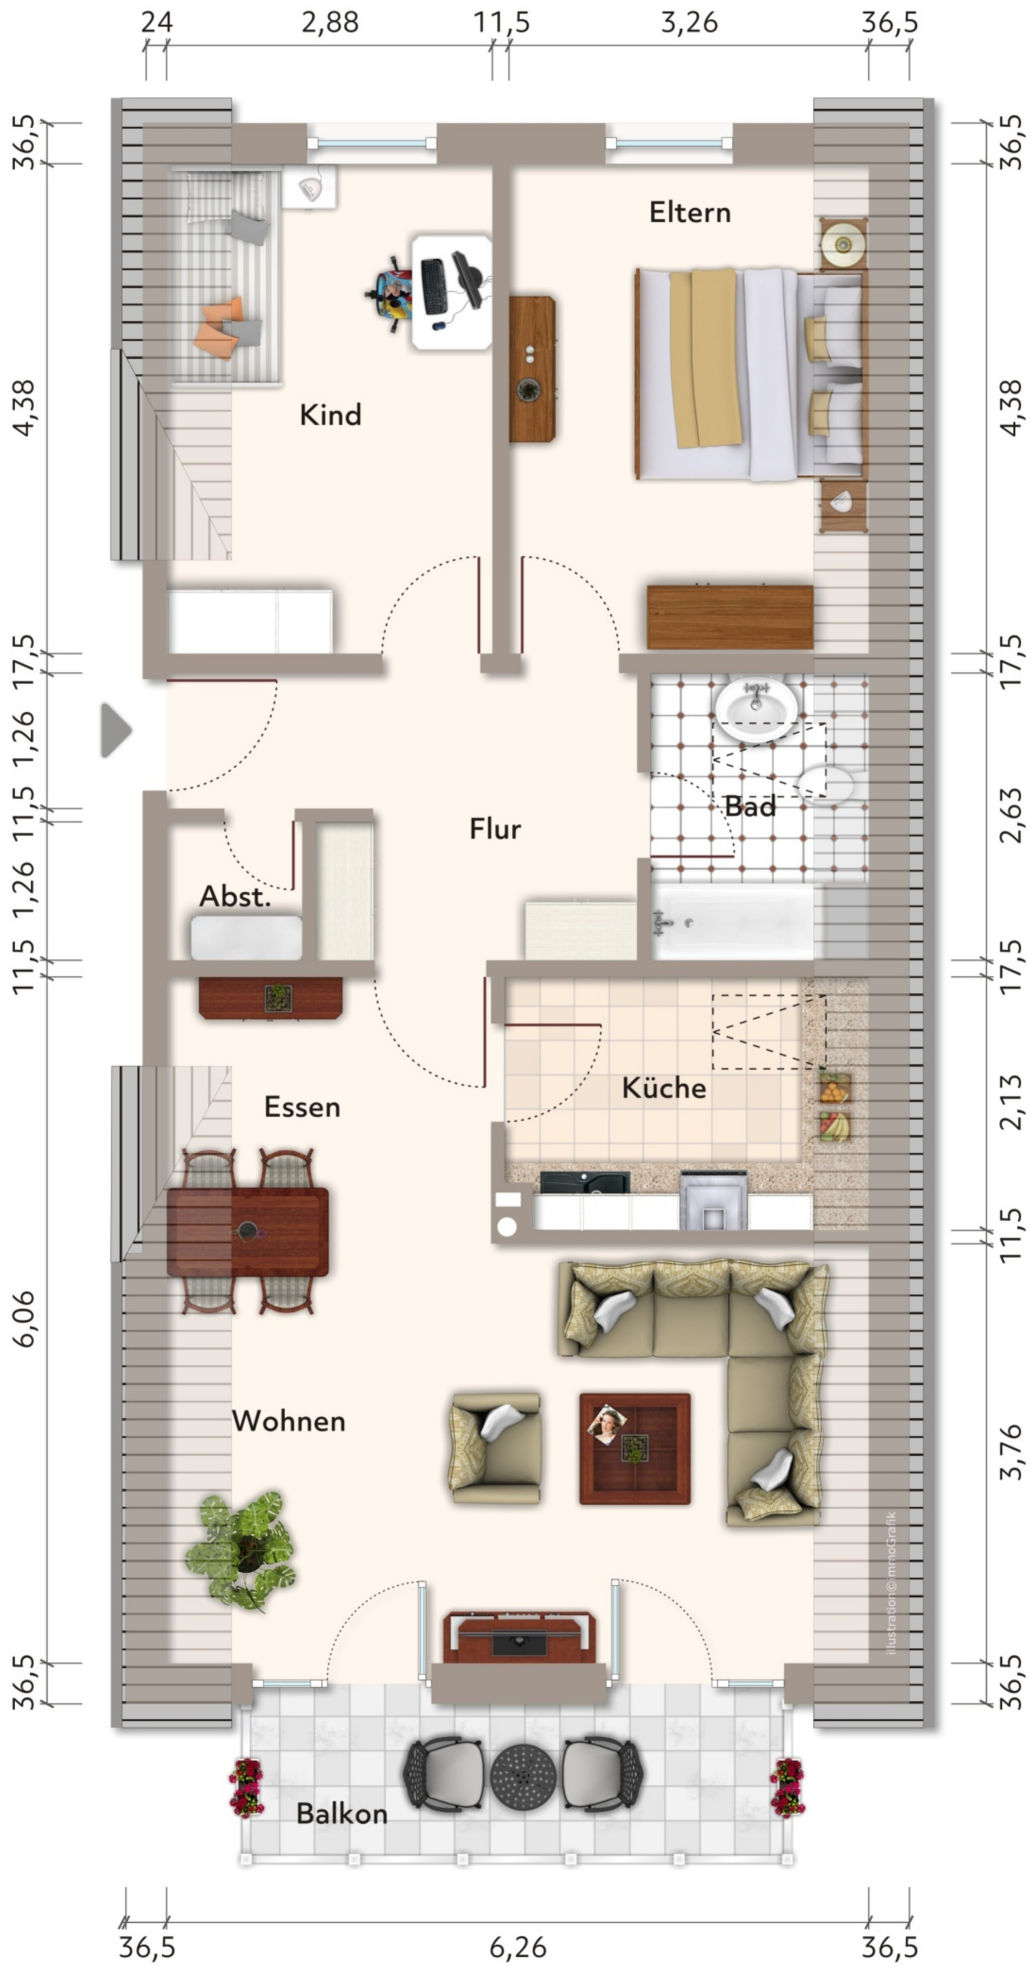 24
2,88
11,5
3,26
36,5
36,5
36,5
Eltern
4,38
Kind
4,38
17,5
17,5
1,26
11,5
Bad
Flur
2,63
1,26
Abst.
11,5
17,5
Essen
Küche
2,13
11,5
6,06
Wohnen
3,76
illustration©immoGrafik
36,5
36,5
Balkon
36,5
6,26
36,5